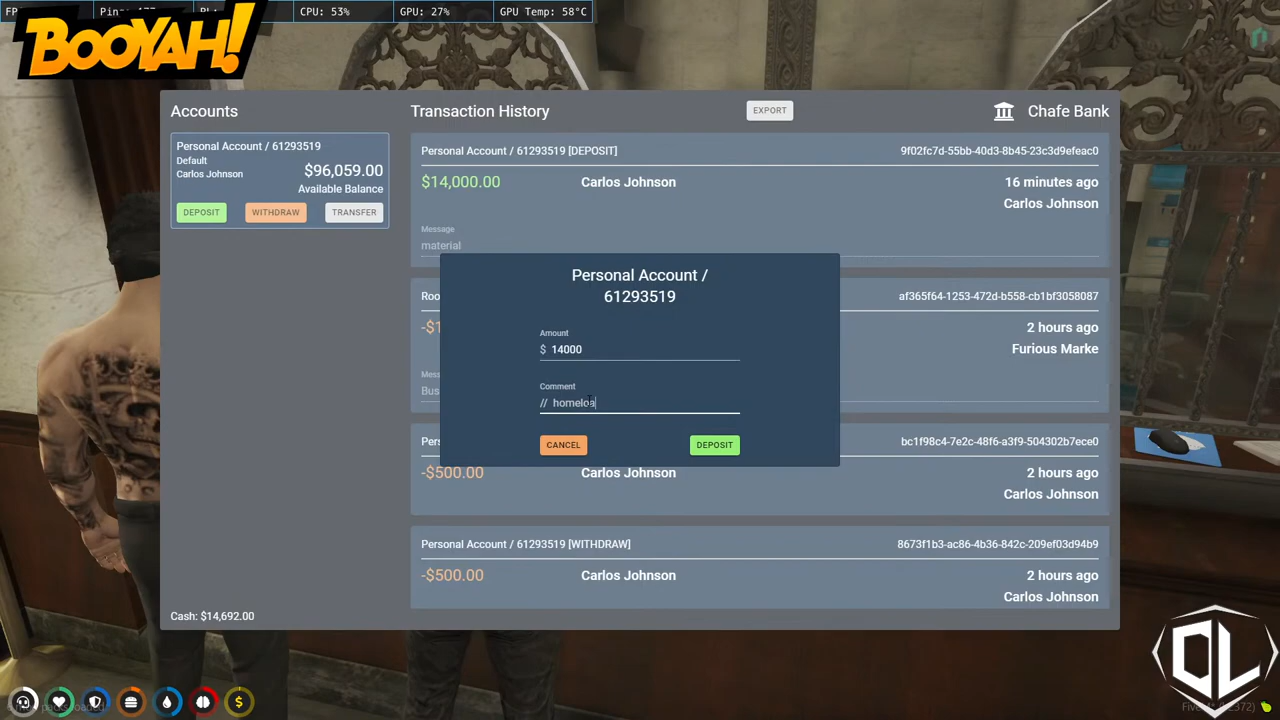 CPU: 53%
GPU: 27%
GPU Temp: 58°C
BOOYAH!
Accounts
Personal Account / 61293519
Default
Carlos Johnson
$96,059.00
Available Balance
DEPOSIT
WITHDRAW
TRANSFER
Cash: $14,692.00
Transaction History
EXPORT
Chafe Bank
Personal Account / 61293519 [DEPOSIT]
9f02fc7d-55bb-40d3-8b45-23c3d9efeac0
$14,000.00
Carlos Johnson
16 minutes ago
Carlos Johnson
Message
material
af365f64-1253-472d-b558-cb1bf3058087
2 hours ago
Furious Marke
Personal Account /
61293519
Amount
$ 14000
Comment
// homeloa
CANCEL
DEPOSIT
bc1f98c4-7e2c-48f6-a3f9-504302b7ece0
-$500.00
Carlos Johnson
2 hours ago
Carlos Johnson
Personal Account / 61293519 [WITHDRAW]
8673f1b3-ac86-4b36-842c-209ef03d94b9
-$500.00
Carlos Johnson
2 hours ago
Carlos Johnson
OL